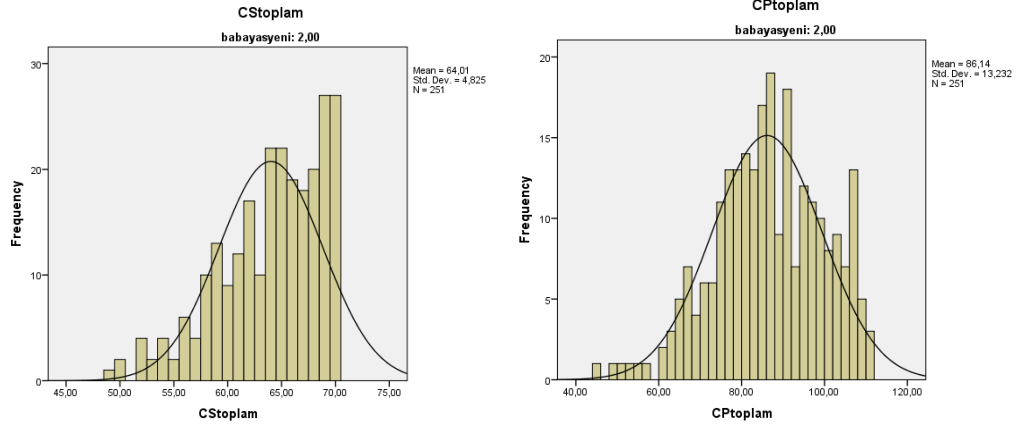 CStoplam
babayasyeni: 2,00
Mean = 64,01
Std. Dev. = 4,825
N = 251
30
20
10
0
Frequency
45,00 50,00 55,00 60,00 65,00 70,00 75,00
CStoplam
CPtoplam
babayasyeni: 2,00
Mean = 86,14
Std. Dev. = 13,232
N = 251
20
15
10
5
0
Frequency
40,00 60,00 80,00 100,00 120,00
CPtoplam